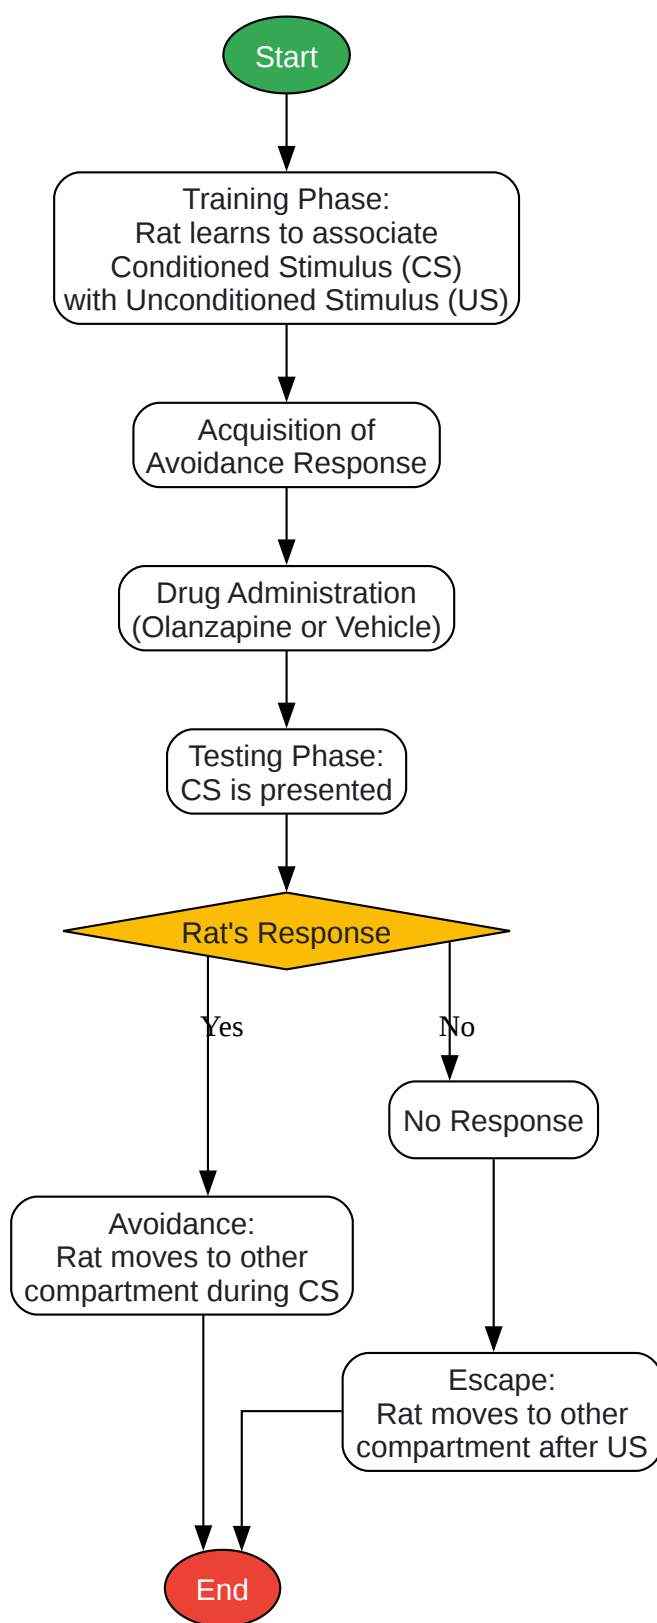 Start
Training Phase:
Rat learns to associate
Conditioned Stimulus (CS)
with Unconditioned Stimulus (US)
Acquisition of
Avoidance Response
Drug Administration
(Olanzapine or Vehicle)
Testing Phase:
CS is presented
Rat's Response
Yes
No
No Response
Avoidance:
Rat moves to other
compartment during CS
Escape:
Rat moves to other
compartment after US
End